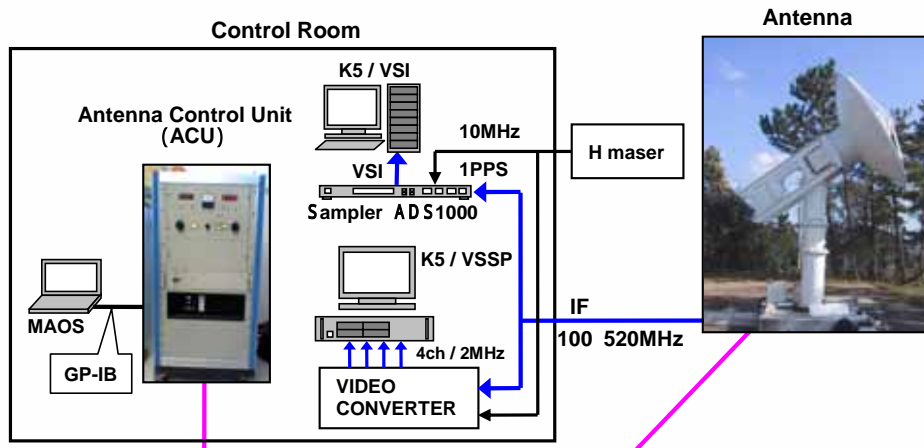 Antenna
Control Room
K5 / VSI
Antenna Control Unit
(ACU)
10MHz
H maser
VSI
1PPS
Sampler ADS1000
K5 / VSSP
MAOS
IF
100 520MHz
GP-IB
4ch / 2MHz
VIDEO
CONVERTER